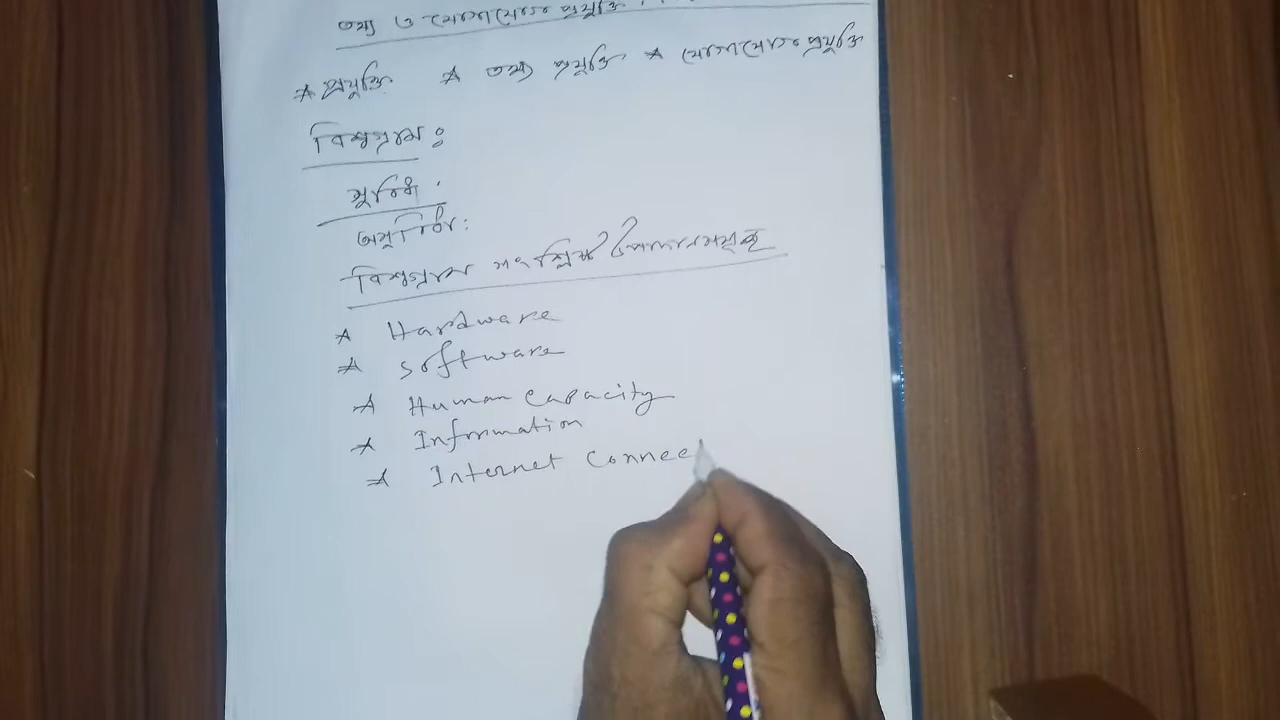 তথ্য ও যোগাযোগ প্রযুক্তি
* প্রযুক্তি * তথ্য প্রযুক্তি * যোগাযোগ প্রযুক্তি
বিশ্বগ্রাম :
সুবিধা :
অসুবিধা :
বিশ্বগ্রাম সংশ্লিষ্ট উপাদানসমূহ
* Hardware
* Software
* Human Capacity
* Information
* Internet Connec